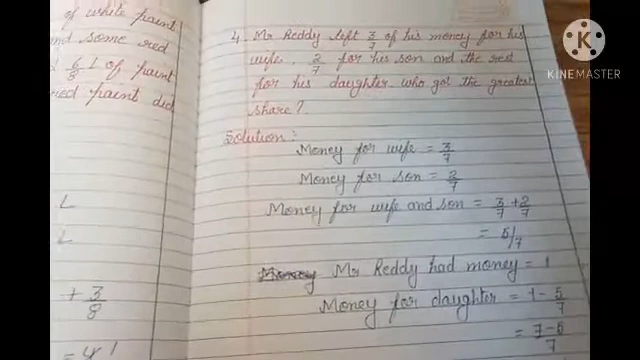 of white paint
and some red
6/8 L of paint
red paint did
L
L
+ 3/8
4. Mr Reddy left 3/7 of his money for his
wife. 2/7 for his son and the rest
for his daughter who got the greatest
share?
Solution:
Money for wife = 3/7
Money for son = 2/7
Money for wife and son = 3/7 + 2/7
= 5/7
Money Mr Reddy had money = 1
Money for daughter = 1 - 5/7
= 7-5/7
KINEMASTER